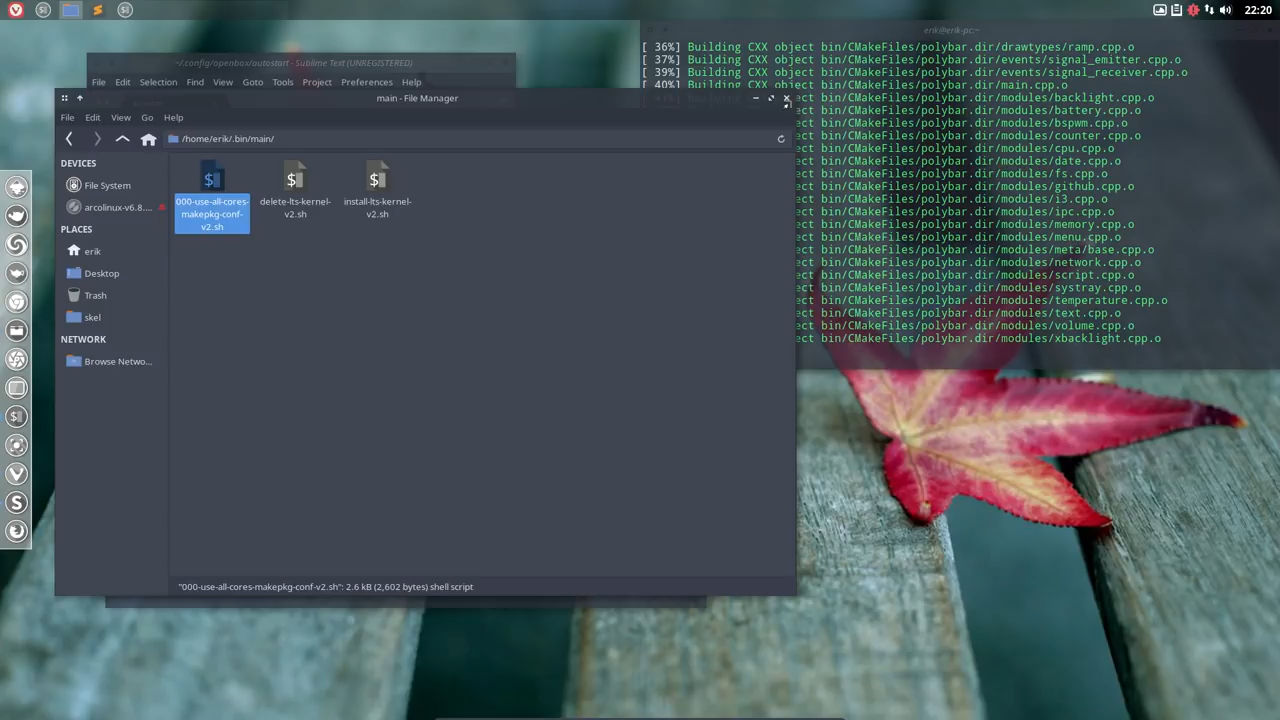 22:20
erik@erik-pc:~
[ 36%] Building CXX object bin/CMakeFiles/polybar.dir/drawtypes/ramp.cpp.o
[ 37%] Building CXX object bin/CMakeFiles/polybar.dir/events/signal_emitter.cpp.o
[ 39%] Building CXX object bin/CMakeFiles/polybar.dir/events/signal_receiver.cpp.o
[ 40%] Building CXX object bin/CMakeFiles/polybar.dir/main.cpp.o
ect bin/CMakeFiles/polybar.dir/modules/backlight.cpp.o
ect bin/CMakeFiles/polybar.dir/modules/battery.cpp.o
ect bin/CMakeFiles/polybar.dir/modules/bspwm.cpp.o
ect bin/CMakeFiles/polybar.dir/modules/counter.cpp.o
ect bin/CMakeFiles/polybar.dir/modules/cpu.cpp.o
ect bin/CMakeFiles/polybar.dir/modules/date.cpp.o
ect bin/CMakeFiles/polybar.dir/modules/fs.cpp.o
ect bin/CMakeFiles/polybar.dir/modules/github.cpp.o
ect bin/CMakeFiles/polybar.dir/modules/i3.cpp.o
ect bin/CMakeFiles/polybar.dir/modules/ipc.cpp.o
ect bin/CMakeFiles/polybar.dir/modules/memory.cpp.o
ect bin/CMakeFiles/polybar.dir/modules/menu.cpp.o
ect bin/CMakeFiles/polybar.dir/modules/meta/base.cpp.o
ect bin/CMakeFiles/polybar.dir/modules/network.cpp.o
ect bin/CMakeFiles/polybar.dir/modules/script.cpp.o
ect bin/CMakeFiles/polybar.dir/modules/systray.cpp.o
ect bin/CMakeFiles/polybar.dir/modules/temperature.cpp.o
ect bin/CMakeFiles/polybar.dir/modules/text.cpp.o
ect bin/CMakeFiles/polybar.dir/modules/volume.cpp.o
ect bin/CMakeFiles/polybar.dir/modules/xbacklight.cpp.o
~/.config/openbox/autostart - Sublime Text (UNREGISTERED)
File Edit Selection Find View Goto Tools Project Preferences Help
main - File Manager
File Edit View Go Help
/home/erik/.bin/main/
DEVICES
File System
arcolinux-v6.8....
PLACES
erik
Desktop
Trash
skel
NETWORK
Browse Netwo...
000-use-all-cores-
makepkg-conf-
v2.sh
delete-lts-kernel-
v2.sh
install-lts-kernel-
v2.sh
"000-use-all-cores-makepkg-conf-v2.sh": 2.6 kB (2,602 bytes) shell script